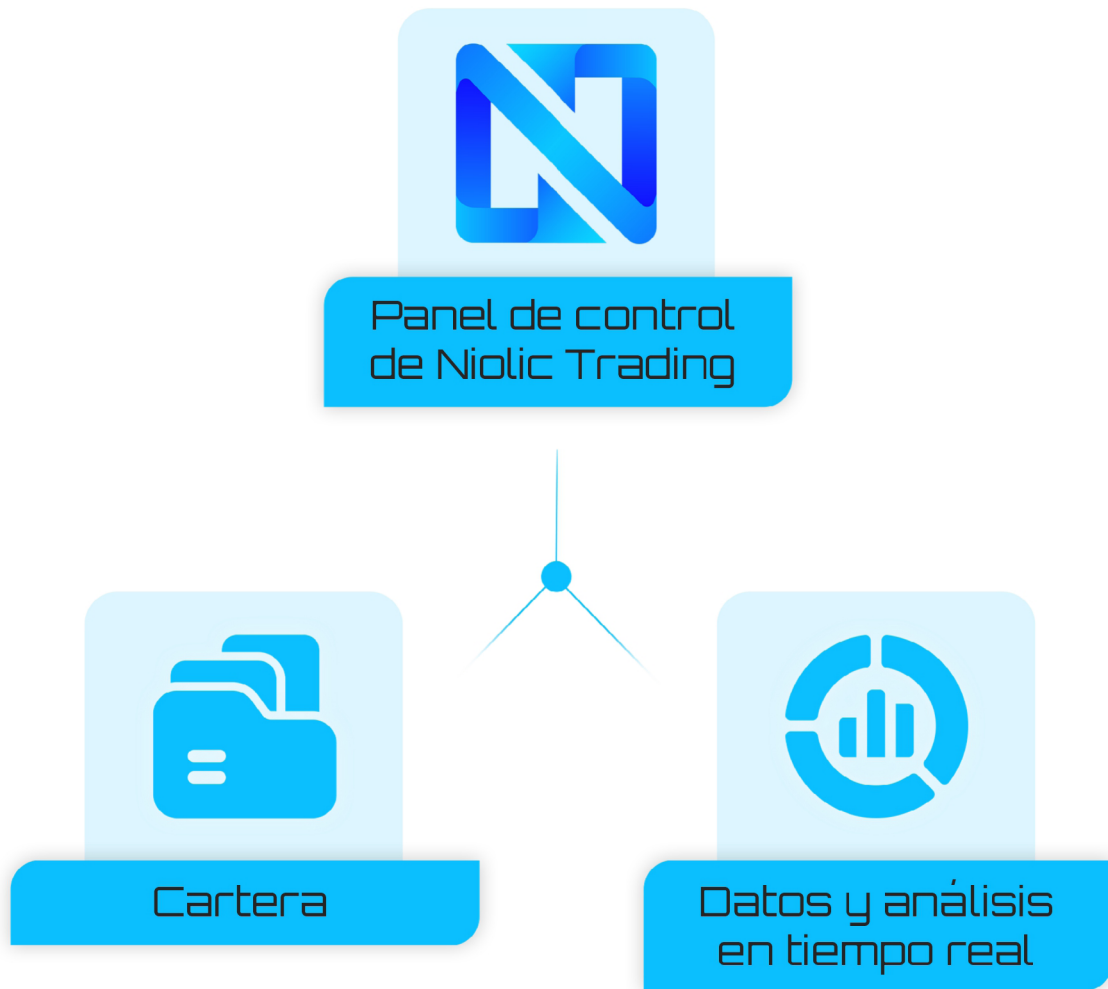 Panel de control
de Niolic Trading
Cartera
Datos y análisis
en tiempo real